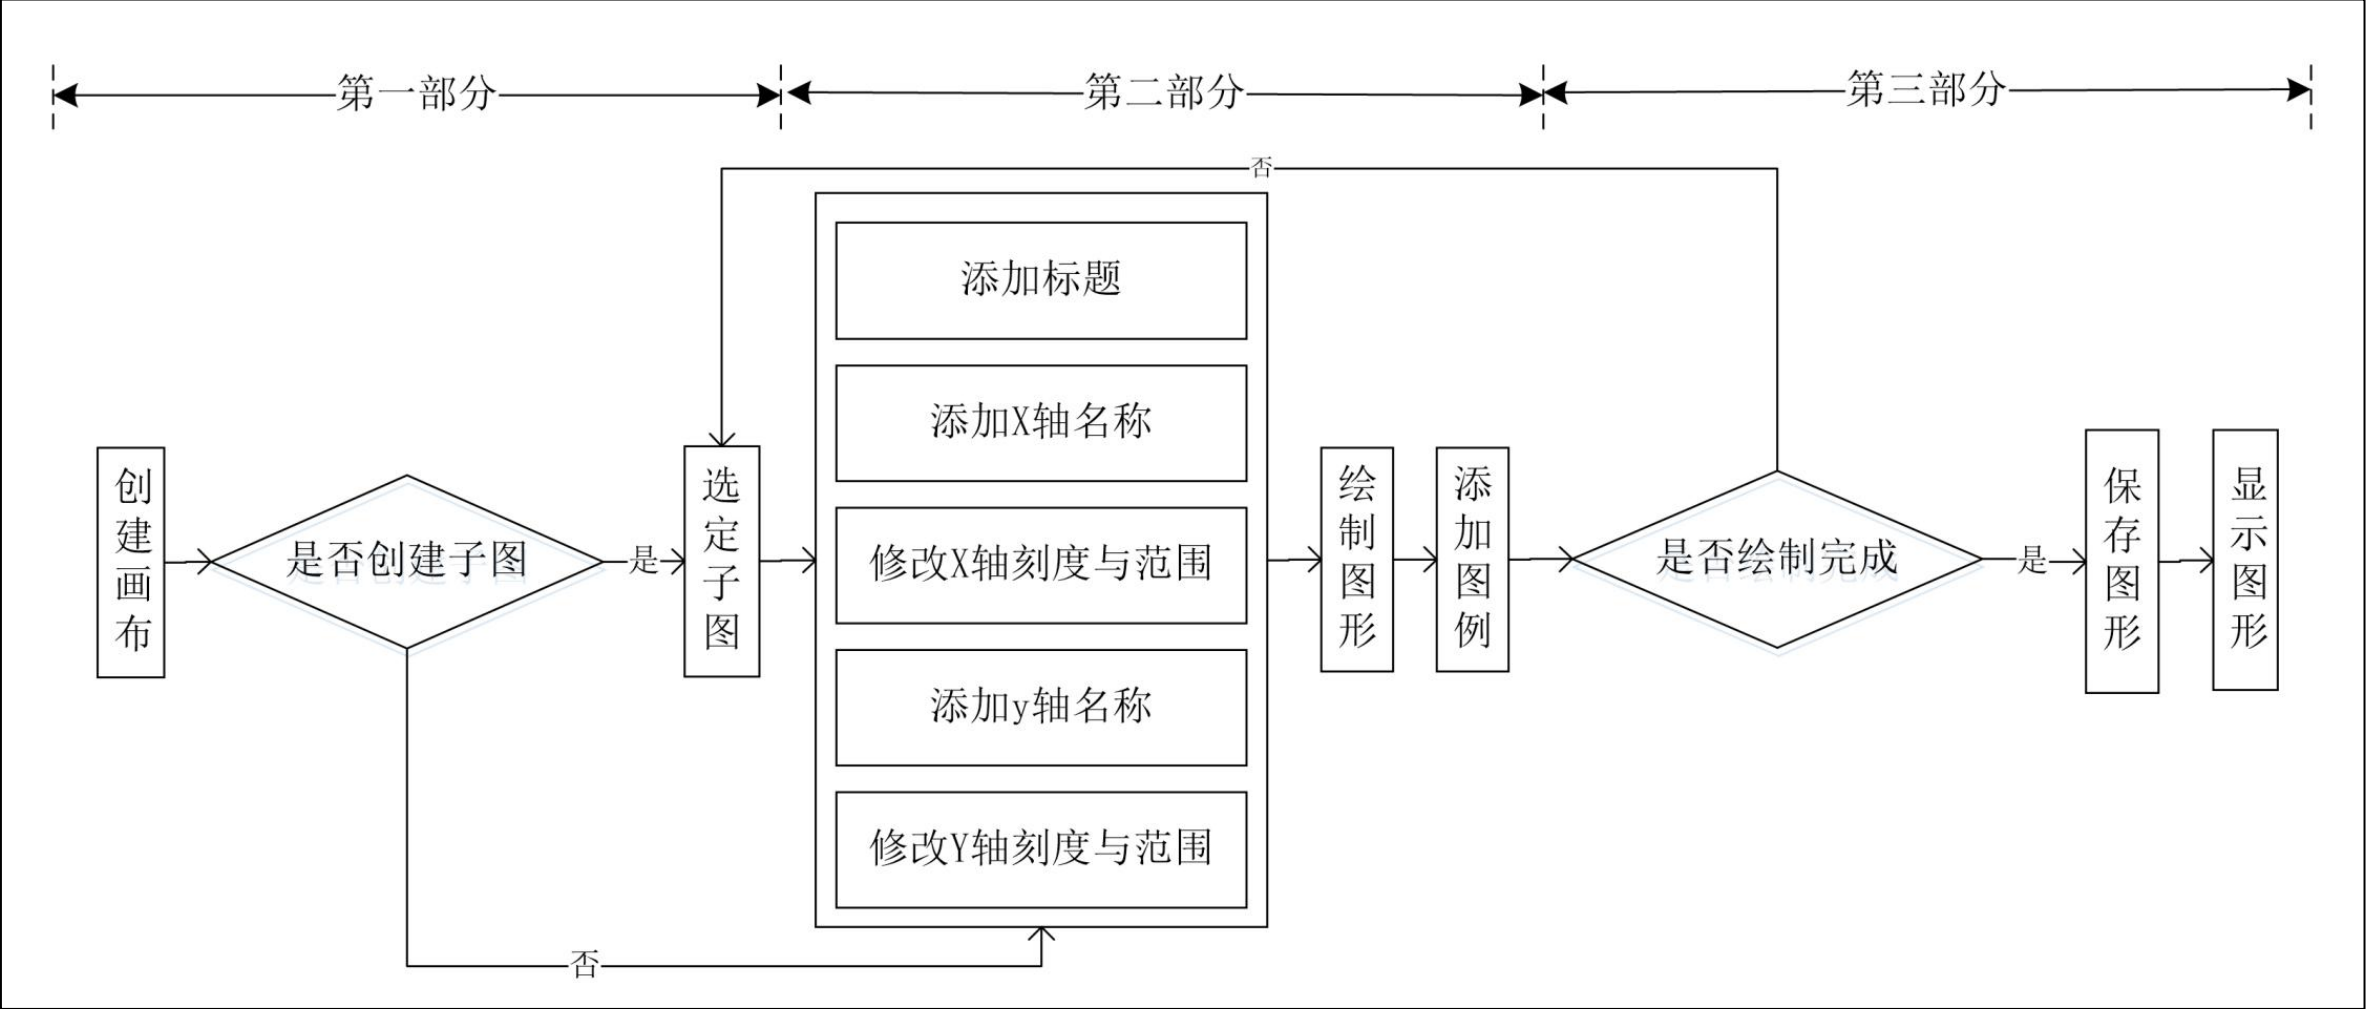 第一部分
第二部分
第三部分
否
添加标题
添加X轴名称
修改X轴刻度与范围
添加y轴名称
修改Y轴刻度与范围
创建画布
是否创建子图
是
选定子图
绘制图形
添加图例
是否绘制完成
是
保存图形
显示图形
否